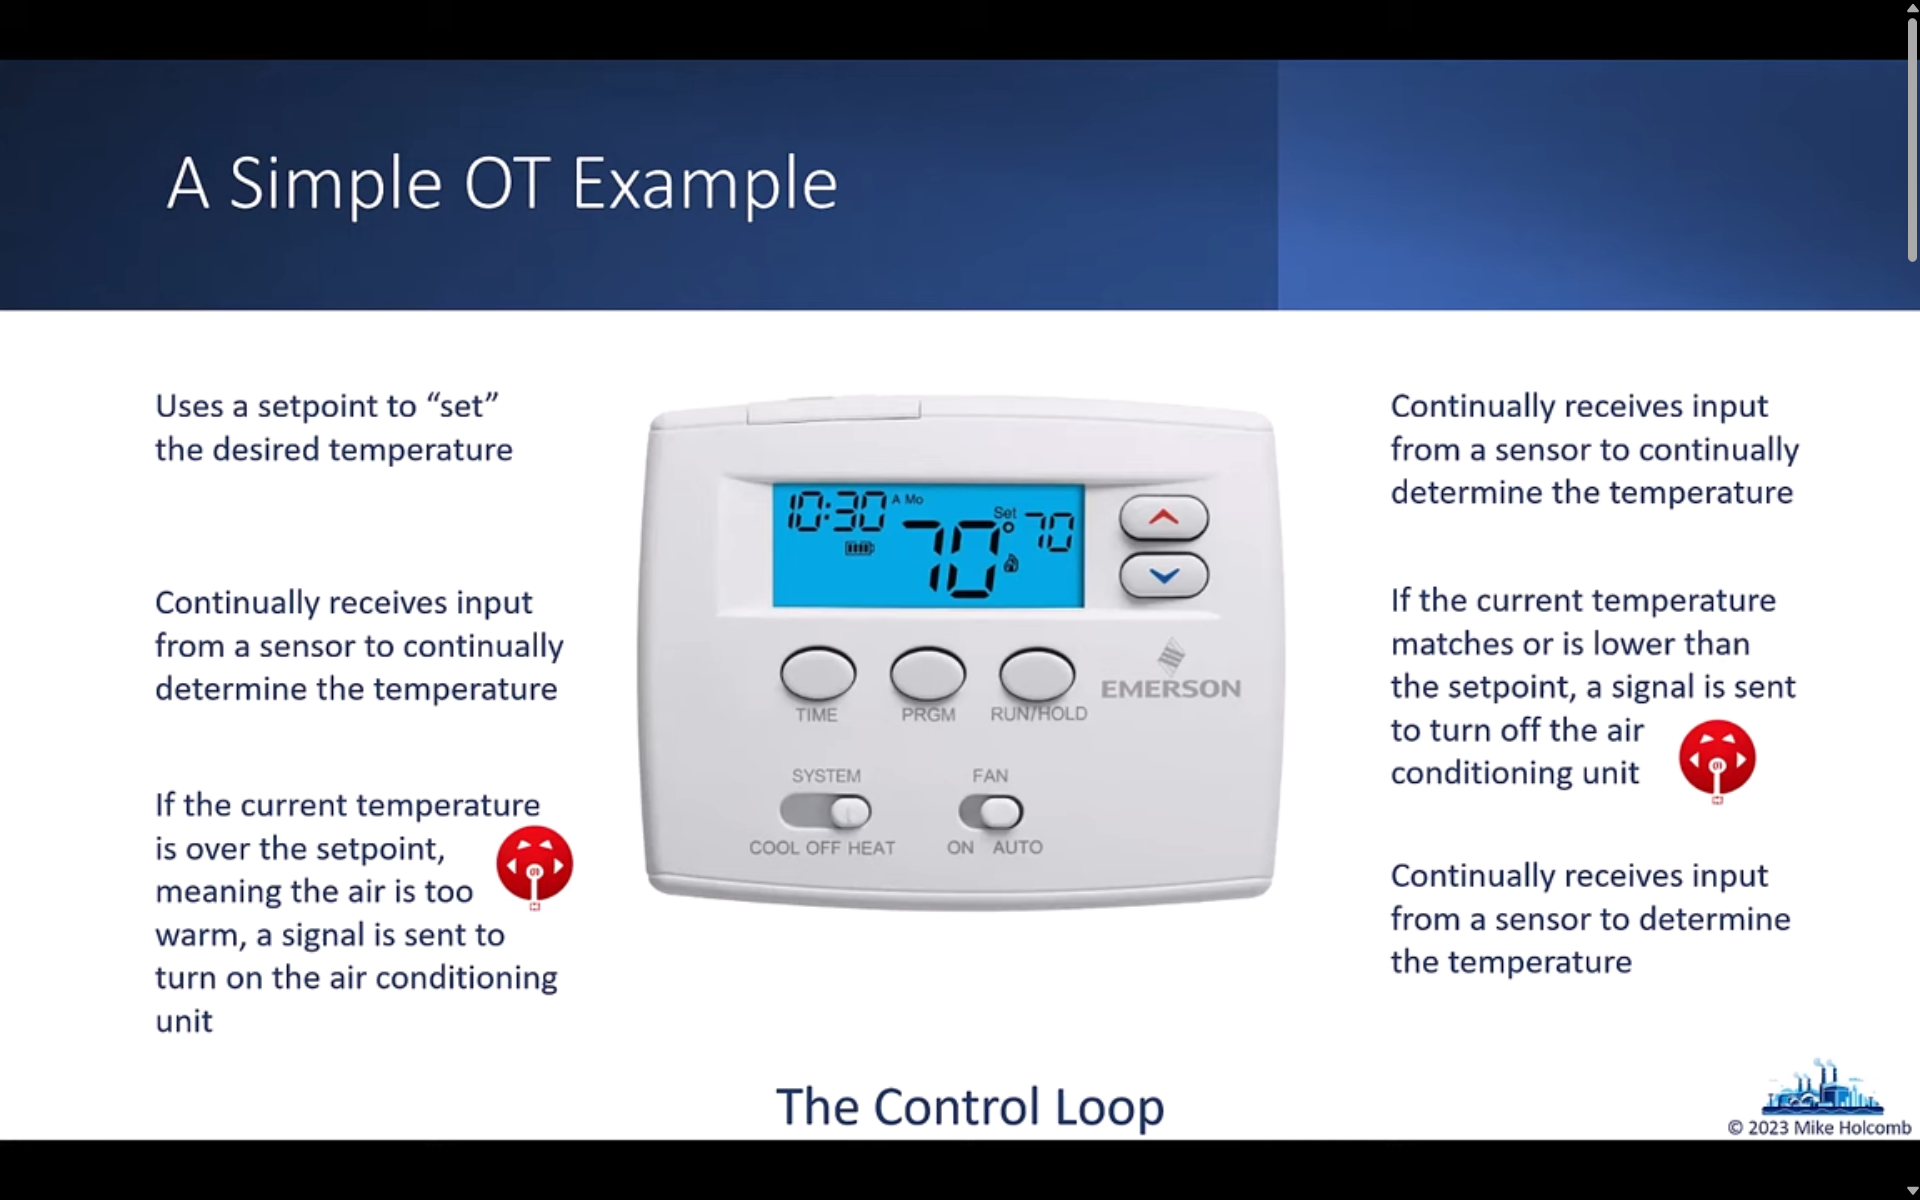 A Simple OT Example
Uses a setpoint to “set”
the desired temperature
Continually receives input
from a sensor to continually
determine the temperature
If the current temperature
is over the setpoint,
meaning the air is too
warm, a signal is sent to
turn on the air conditioning
unit
10:30 A Mo
Set
70° 70
TIME PRGM RUN/HOLD
EMERSON
SYSTEM FAN
COOL OFF HEAT ON AUTO
Continually receives input
from a sensor to continually
determine the temperature
If the current temperature
matches or is lower than
the setpoint, a signal is sent
to turn off the air
conditioning unit
Continually receives input
from a sensor to determine
the temperature
The Control Loop
© 2023 Mike Holcomb